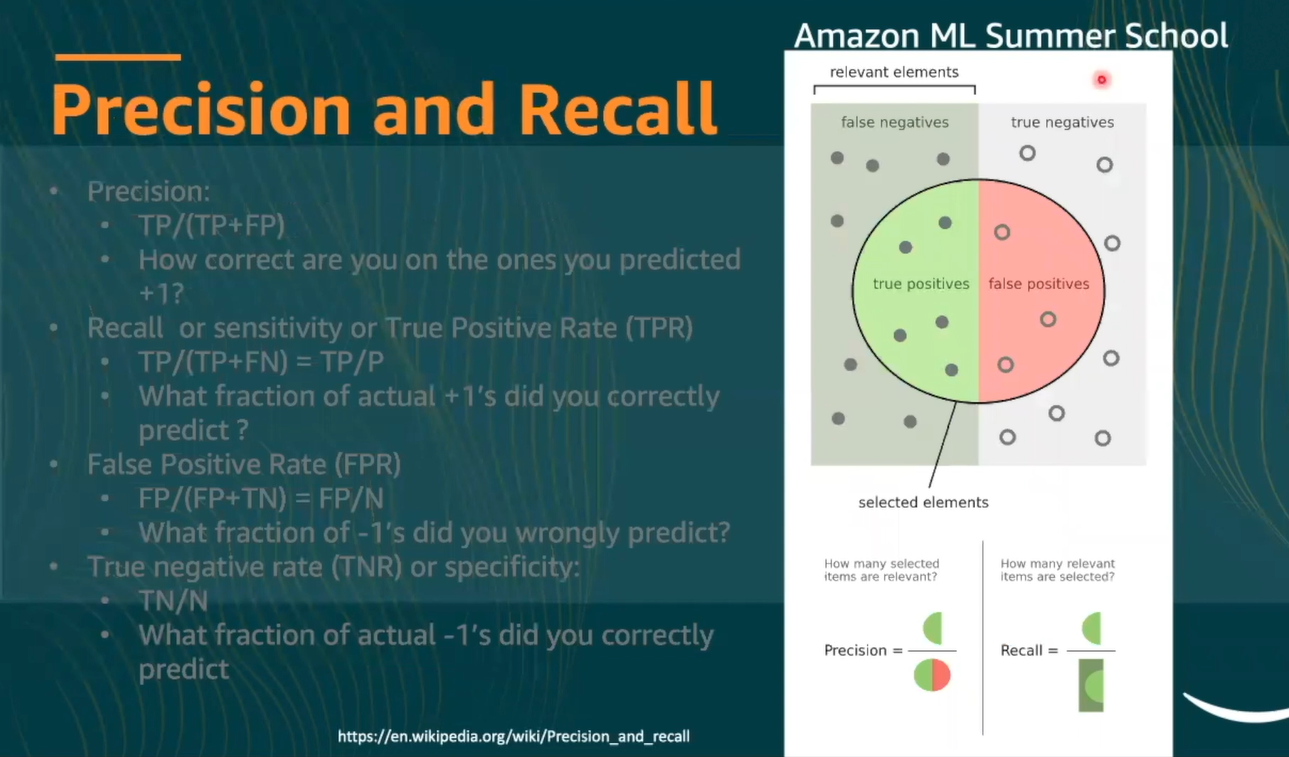 Amazon ML Summer School
Precision and Recall
• Precision:
• TP/(TP+FP)
• How correct are you on the ones you predicted
+1?
• Recall or sensitivity or True Positive Rate (TPR)
• TP/(TP+FN) = TP/P
• What fraction of actual +1's did you correctly
predict ?
• False Positive Rate (FPR)
• FP/(FP+TN) = FP/N
• What fraction of -1's did you wrongly predict?
• True negative rate (TNR) or specificity:
• TN/N
• What fraction of actual -1's did you correctly
predict
https://en.wikipedia.org/wiki/Precision_and_recall
relevant elements
false negatives
true negatives
true positives
false positives
selected elements
How many selected
items are relevant?
Precision =
How many relevant
items are selected?
Recall =